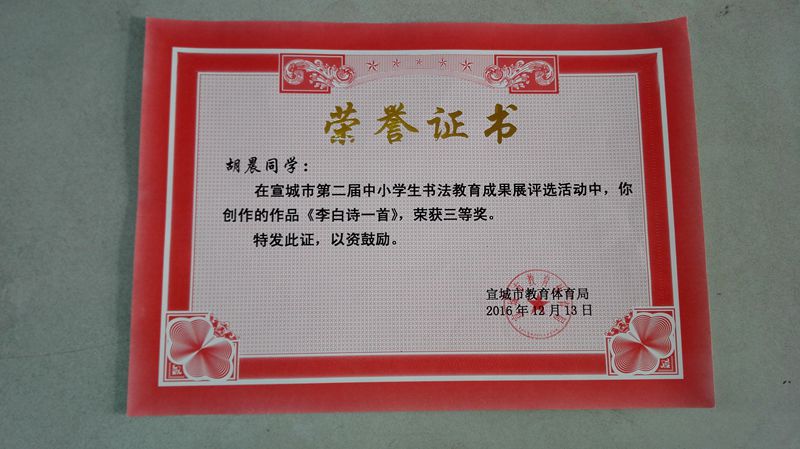 荣誉证书
胡晨同学：
在宣城市第二届中小学生书法教育成果展评选活动中，你
创作的作品《李白诗一首》，荣获三等奖。
特发此证，以资鼓励。
宣城市教育体育局
2016年12月13日